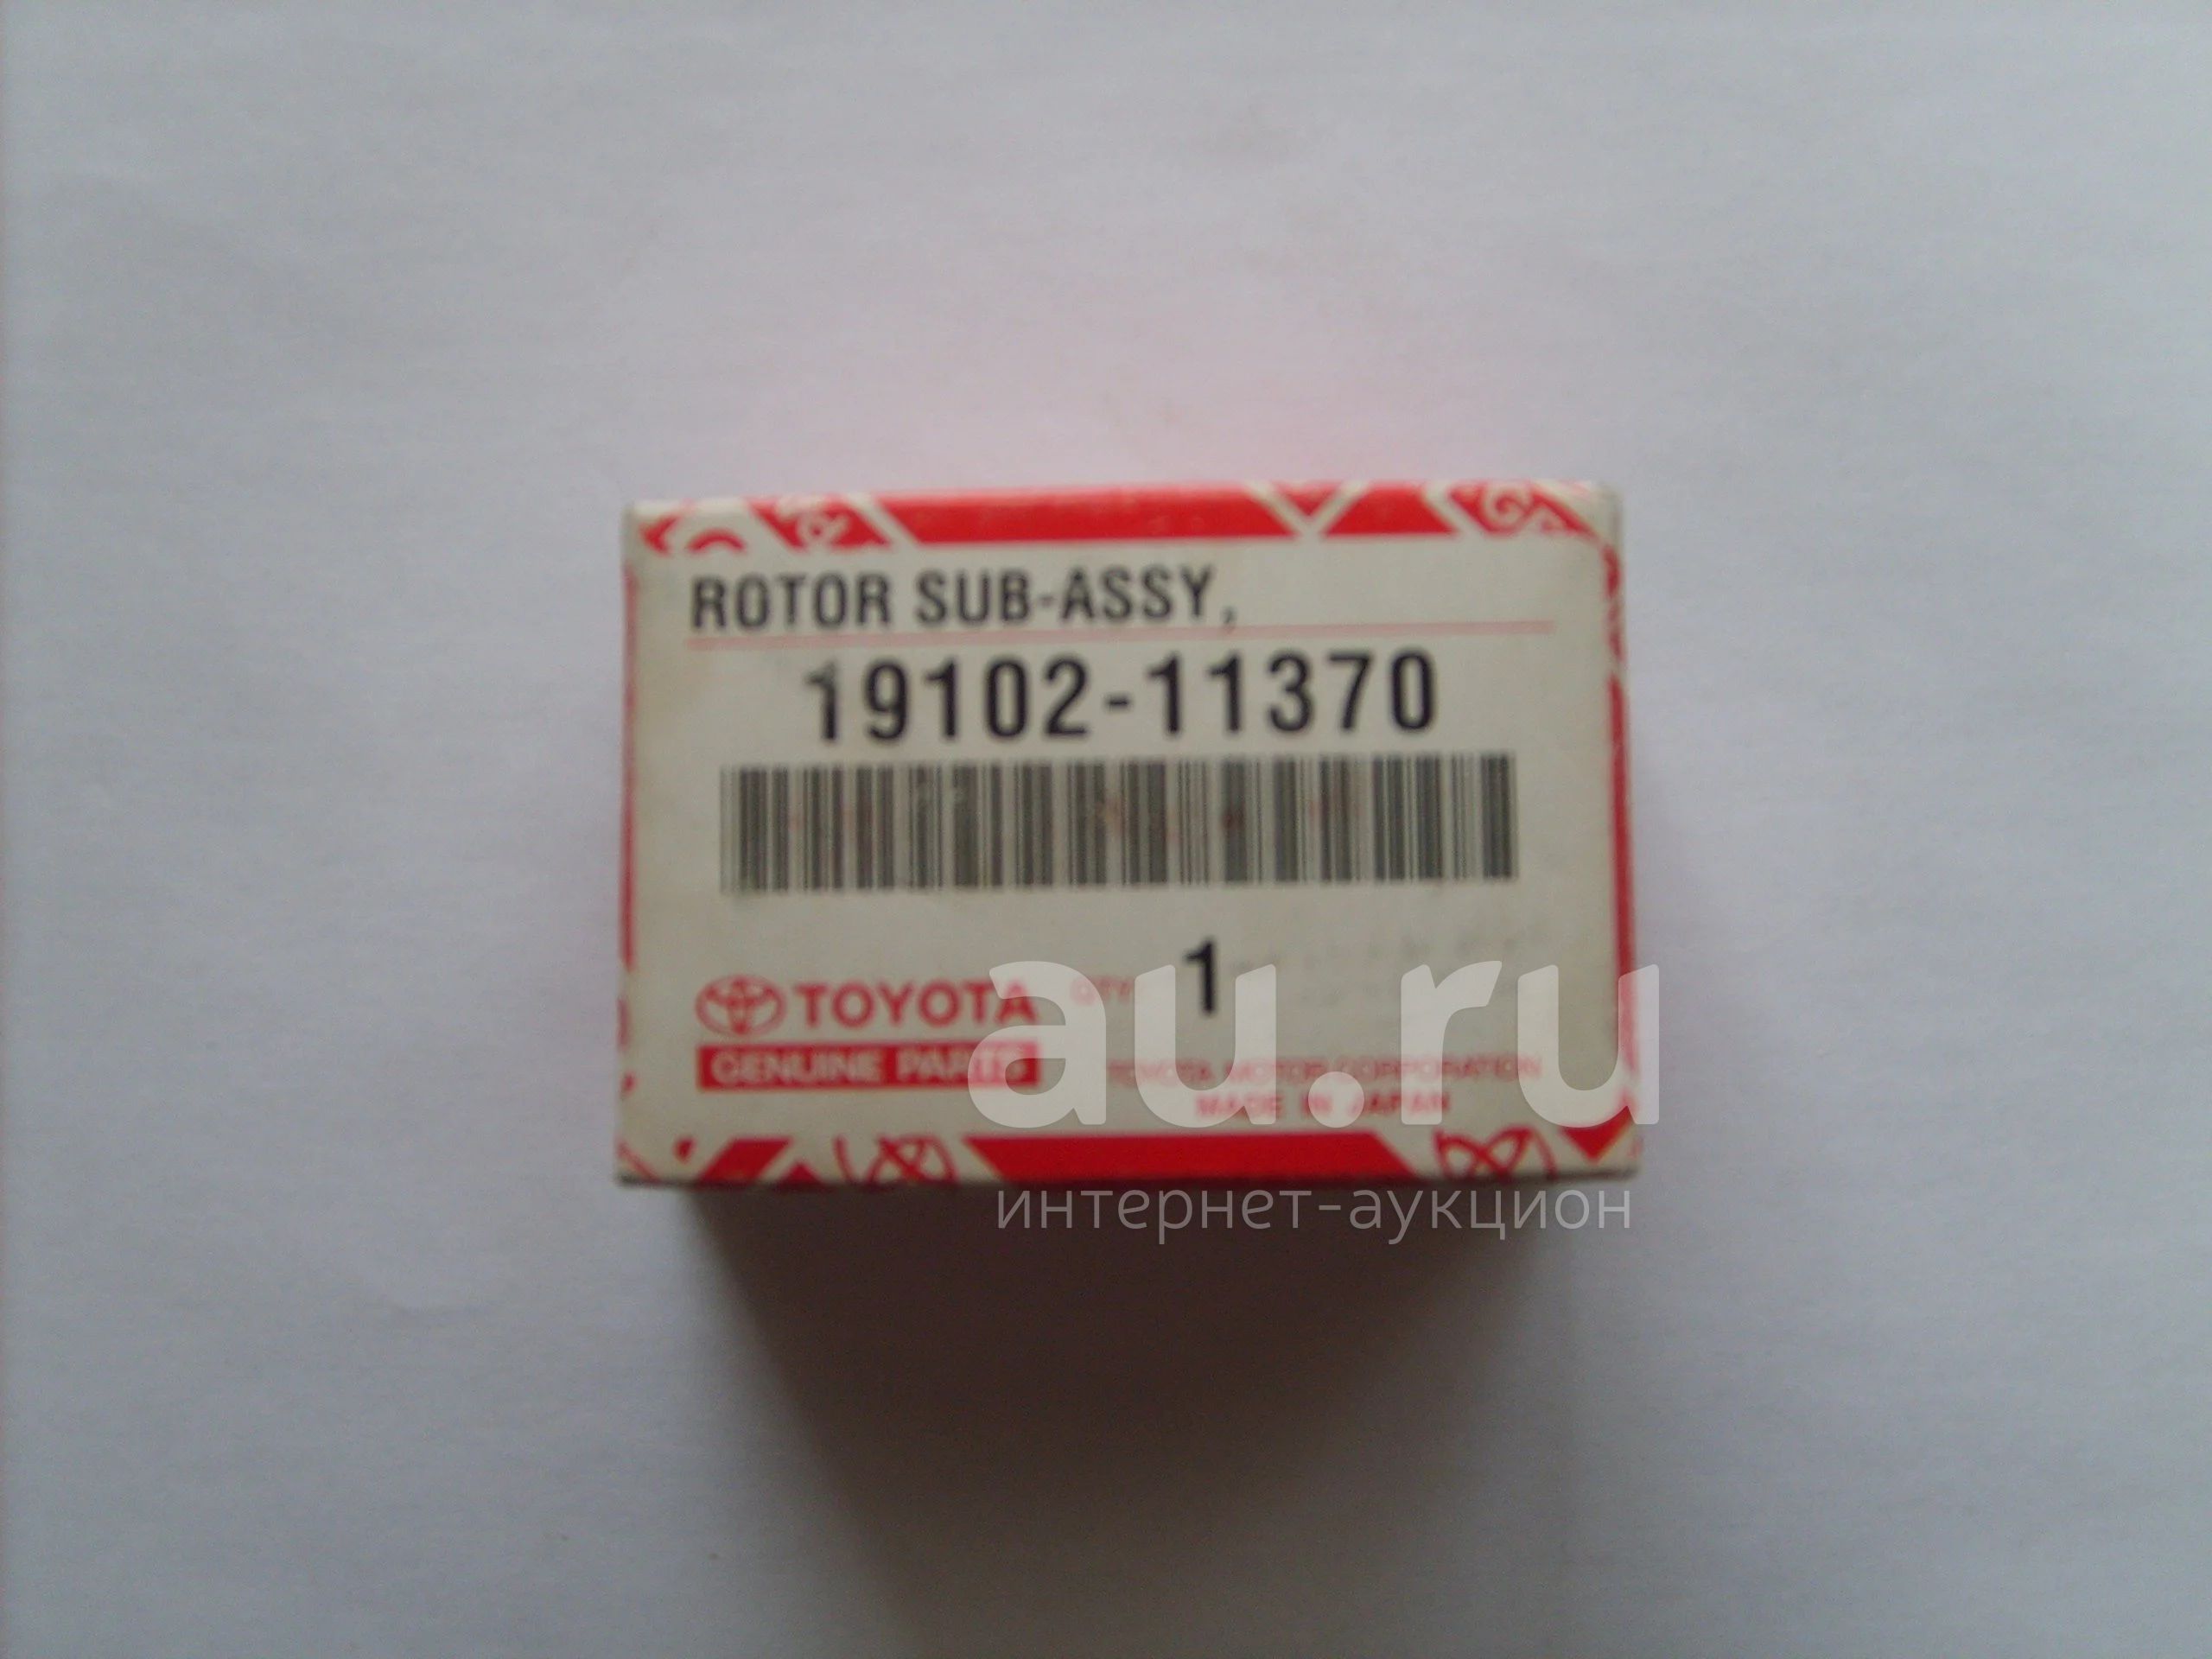 ROTOR SUB-ASSY,
19102-11370
QTY 1
TOYOTA
GENUINE PARTS
TOYOTA MOTOR CORPORATION
MADE IN JAPAN
au.ru
интернет-аукцион